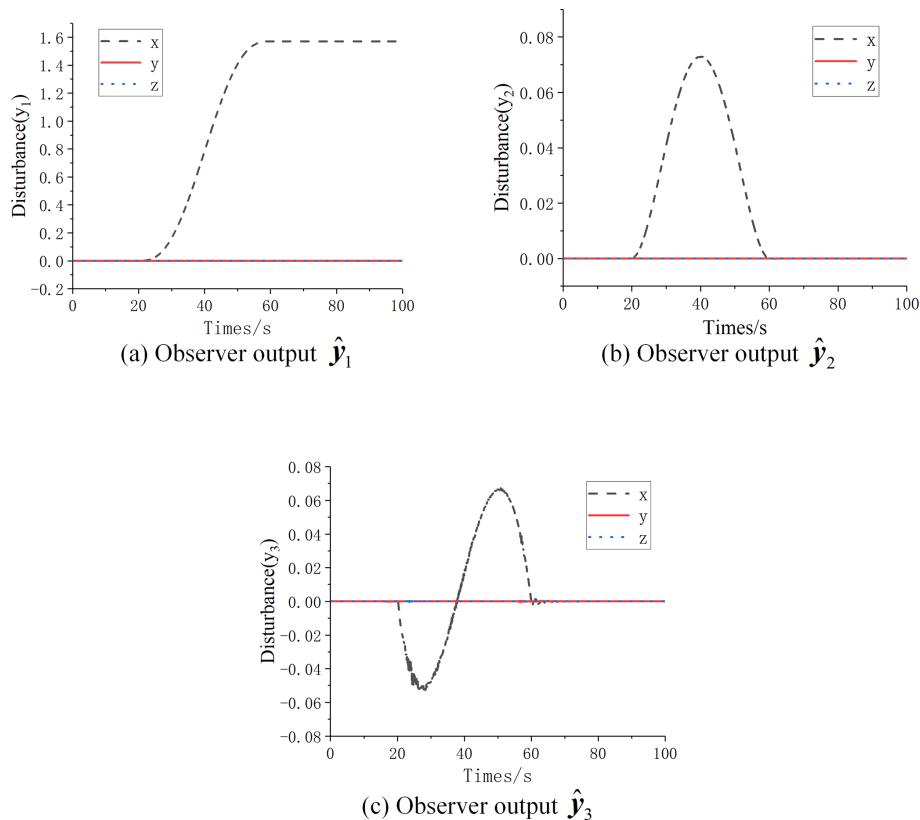 1.6
1.4
1.2
1.0
0.8
0.6
0.4
0.2
0.0
-0.2
Disturbance(y₁)
x
y
z
0 20 40 60 80 100
Times/s
(a) Observer output ŷ₁
0.08
0.06
0.04
0.02
0.00
Disturbance(y₂)
x
y
z
0 20 40 60 80 100
Times/s
(b) Observer output ŷ₂
0.08
0.06
0.04
0.02
0.00
-0.02
-0.04
-0.06
-0.08
Disturbance(y₃)
x
y
z
0 20 40 60 80 100
Times/s
(c) Observer output ŷ₃